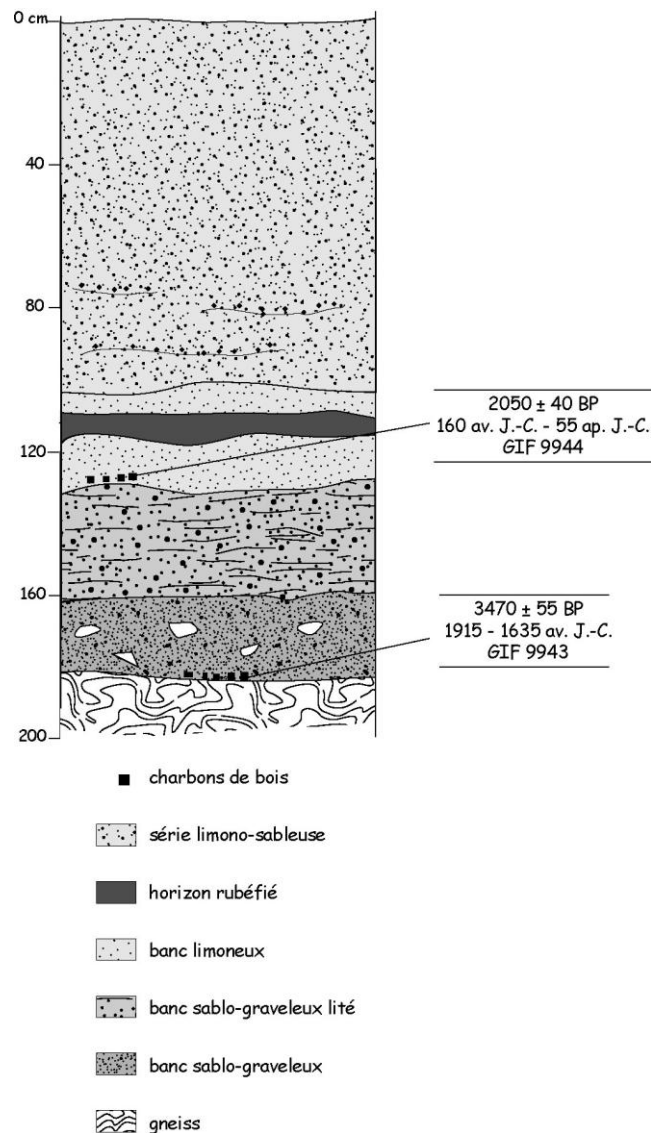 0 cm
40
80
2050 ± 40 BP
160 av. J.-C. - 55 ap. J.-C.
GIF 9944
120
160
3470 ± 55 BP
1915 - 1635 av. J.-C.
GIF 9943
200
charbons de bois
série limono-sableuse
horizon rubéfié
banc limoneux
banc sablo-graveleux lité
banc sablo-graveleux
gneiss